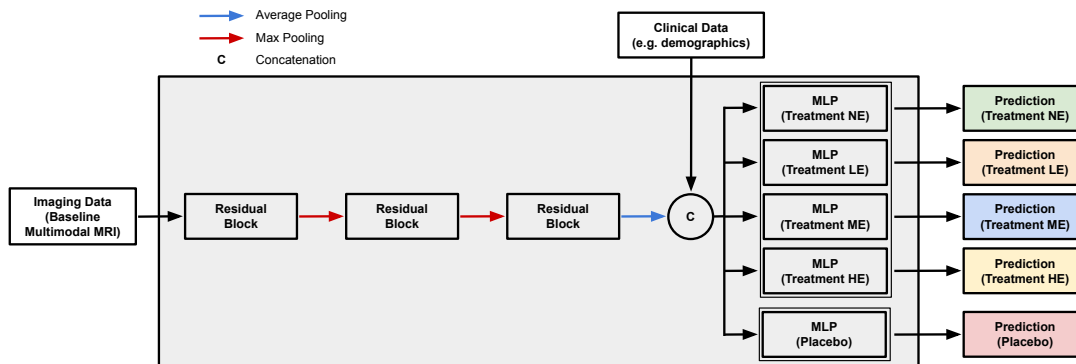 Average Pooling
Max Pooling
C Concatenation
Clinical Data
(e.g. demographics)
Imaging Data
(Baseline
Multimodal MRI)
Residual
Block
Residual
Block
Residual
Block
C
MLP
(Treatment NE)
MLP
(Treatment LE)
MLP
(Treatment ME)
MLP
(Treatment HE)
MLP
(Placebo)
Prediction
(Treatment NE)
Prediction
(Treatment LE)
Prediction
(Treatment ME)
Prediction
(Treatment HE)
Prediction
(Placebo)